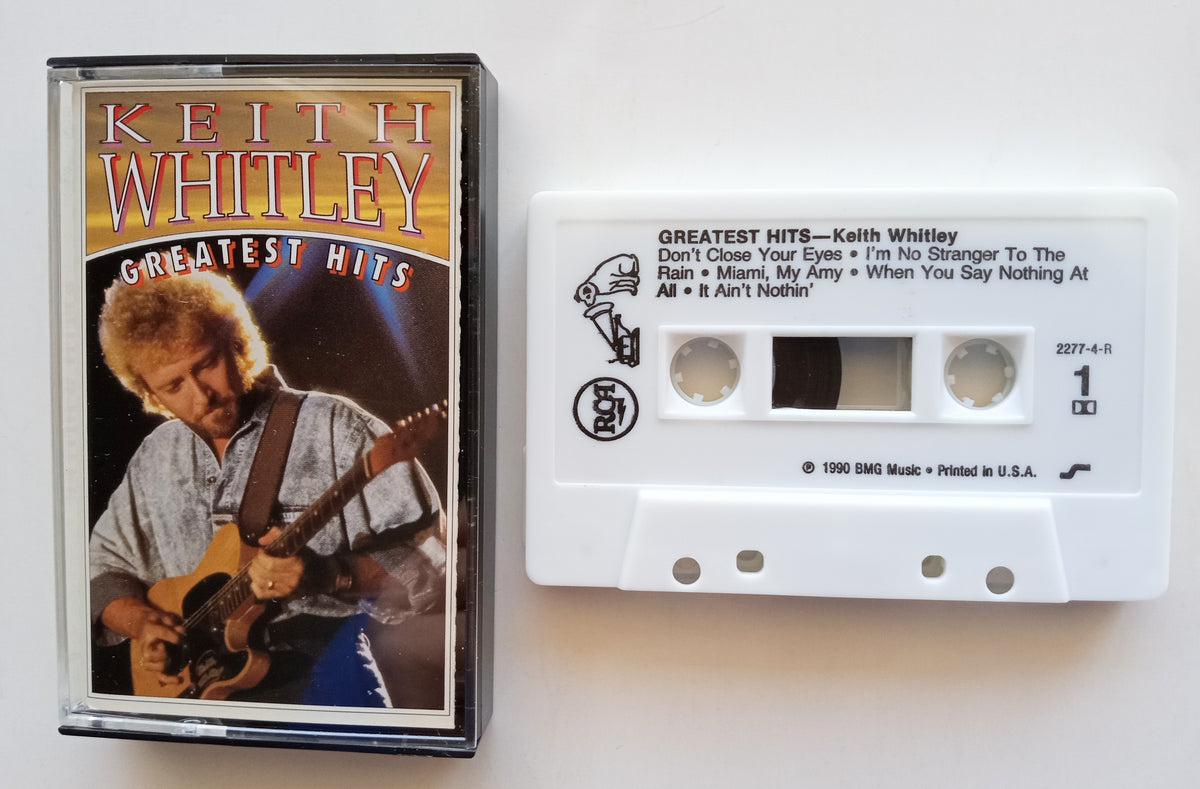 KEITH
WHITLEY
GREATEST HITS
GREATEST HITS—Keith Whitley
Don't Close Your Eyes • I'm No Stranger To The
Rain • Miami, My Amy • When You Say Nothing At
All • It Ain't Nothin'
2277-4-R
1
RCA
℗ 1990 BMG Music • Printed in U.S.A.